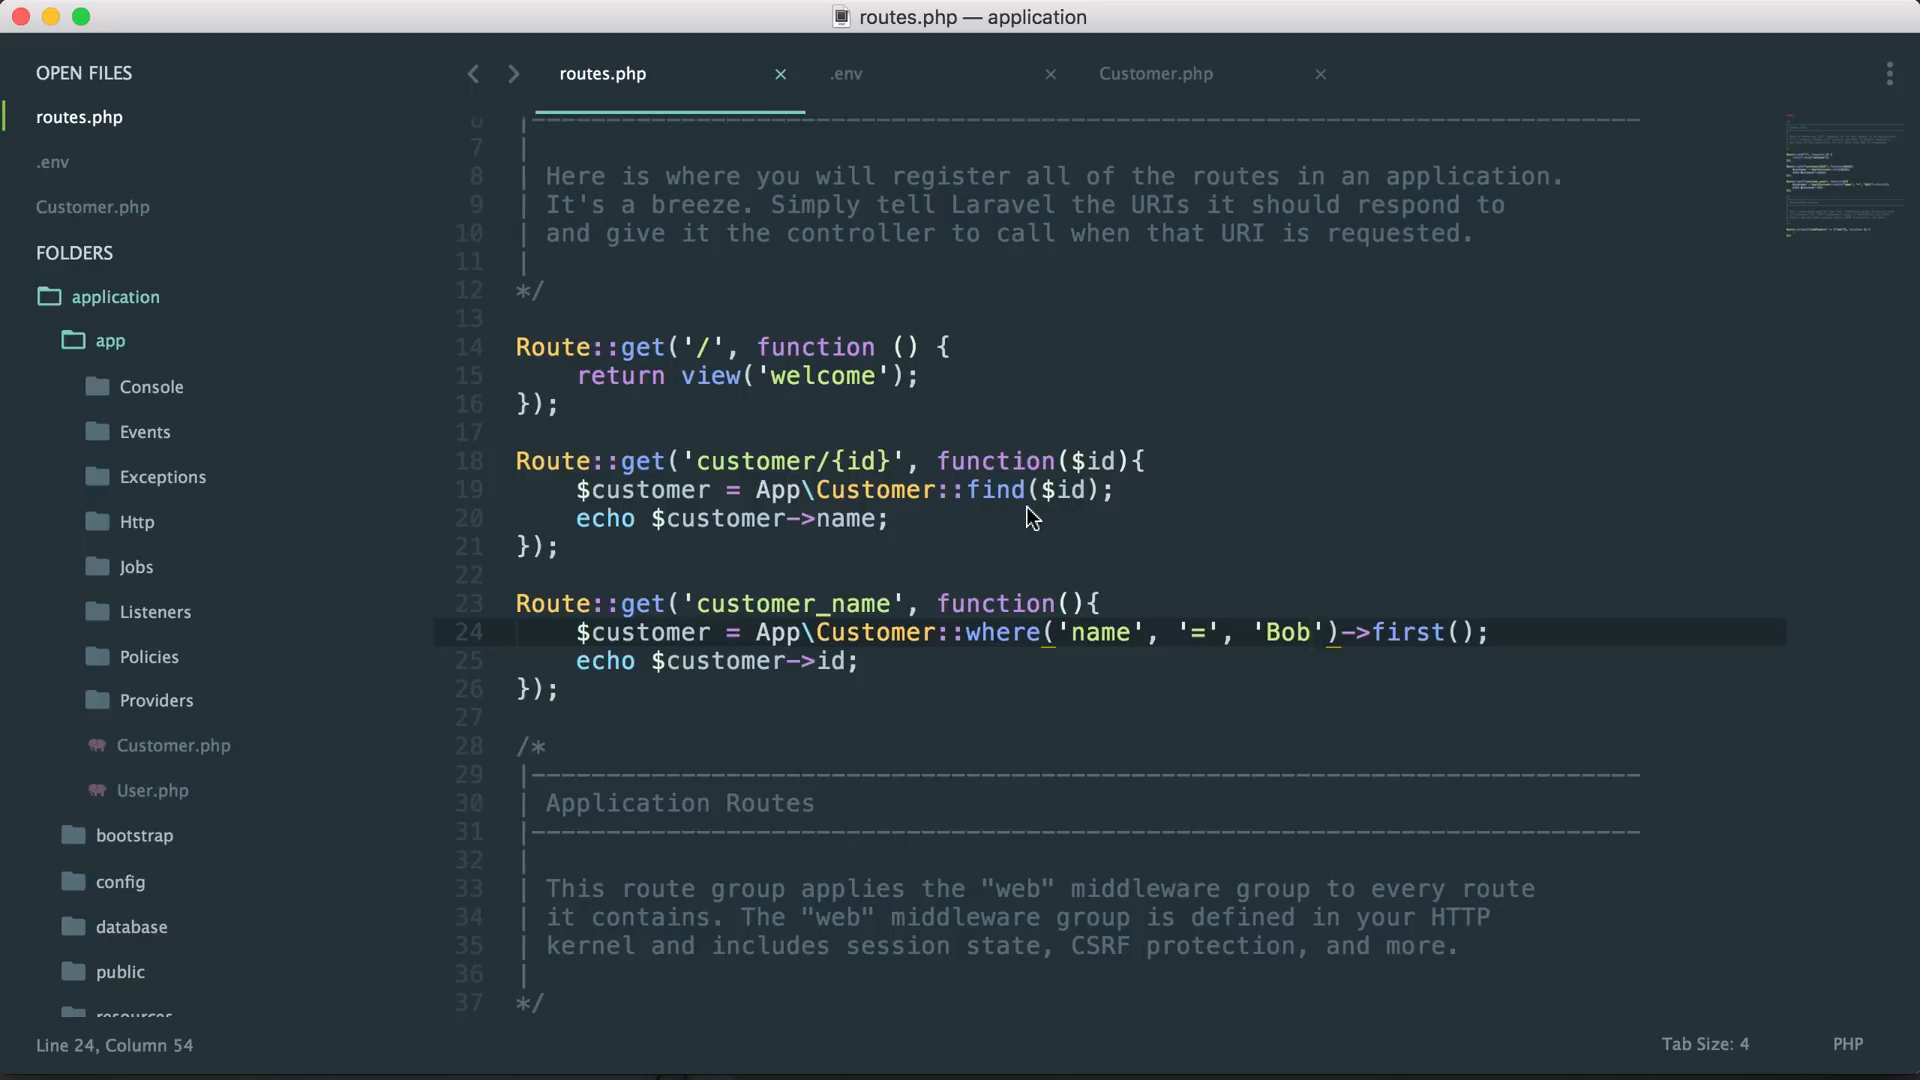 routes.php — application
OPEN FILES
routes.php
.env
Customer.php
FOLDERS
application
app
Console
Events
Exceptions
Http
Jobs
Listeners
Policies
Providers
Customer.php
User.php
bootstrap
config
database
public
resources
routes.php × .env × Customer.php ×
6 |--------------------------------------------------------------------------
7 |
8 | Here is where you will register all of the routes in an application.
9 | It's a breeze. Simply tell Laravel the URIs it should respond to
10 | and give it the controller to call when that URI is requested.
11 |
12 */
13
14 Route::get('/', function () {
15     return view('welcome');
16 });
17
18 Route::get('customer/{id}', function($id){
19     $customer = App\Customer::find($id);
20     echo $customer->name;
21 });
22
23 Route::get('customer_name', function(){
24     $customer = App\Customer::where('name', '=', 'Bob')->first();
25     echo $customer->id;
26 });
27
28 /*
29 |--------------------------------------------------------------------------
30 | Application Routes
31 |--------------------------------------------------------------------------
32 |
33 | This route group applies the "web" middleware group to every route
34 | it contains. The "web" middleware group is defined in your HTTP
35 | kernel and includes session state, CSRF protection, and more.
36 |
37 */
Line 24, Column 54
Tab Size: 4 PHP